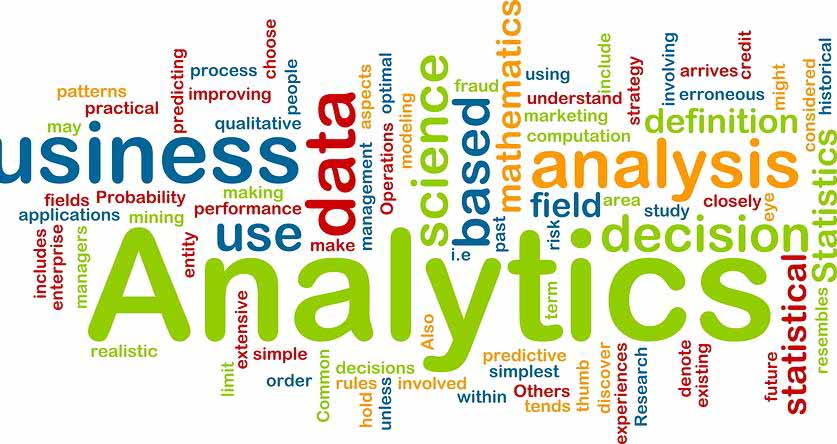 patterns
practical
predicting
process
improving
choose
people
qualitative
may
usiness
data
aspects
optimal
modeling
Operations
management
science
fraud
based
mathematics
using
understand
marketing
computation
include
strategy
involving
arrives
credit
erroneous
might
considered
historical
definition
analysis
fields
Probability
applications
mining
making
performance
use
make
i.e
past
field
area
study
closely
eye
risk
decision
Statistics
includes
enterprise
managers
entity
Analytics
term
statistical
resembles
future
realistic
limit
extensive
simple
order
Common
decisions
rules
involved
hold
unless
Also
predictive
simplest
within
Others
tends
thumb
discover
experiences
Research
denote
existing